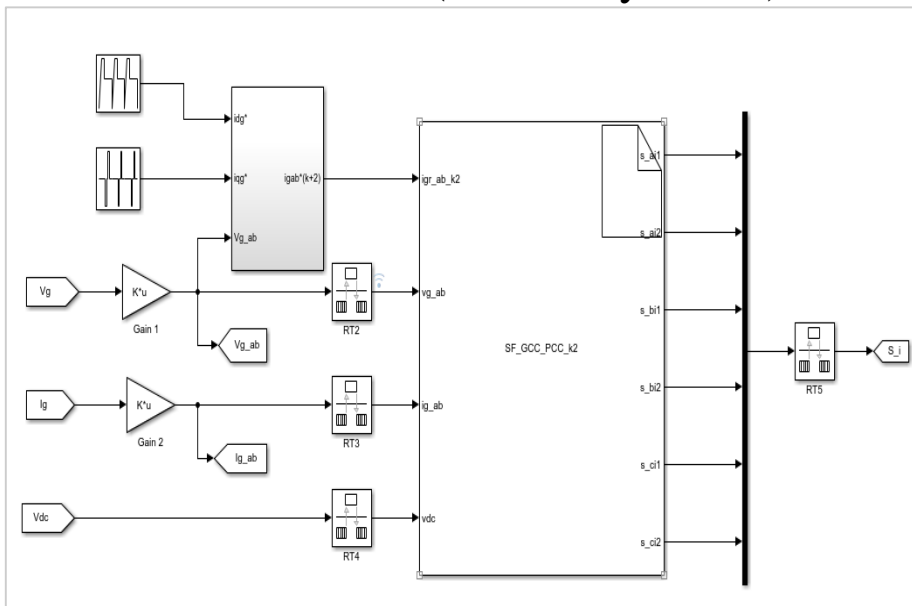 idg*
iqg*
igab*(k+2)
Vg_ab
igr_ab_k2
s_ai1
s_ai2
Vg
K*u
Gain 1
RT2
vg_ab
s_bi1
Vg_ab
SF_GCC_PCC_k2
RT5
S_i
s_bi2
Ig
K*u
Gain 2
RT3
ig_ab
Ig_ab
s_ci1
Vdc
RT4
vdc
s_ci2